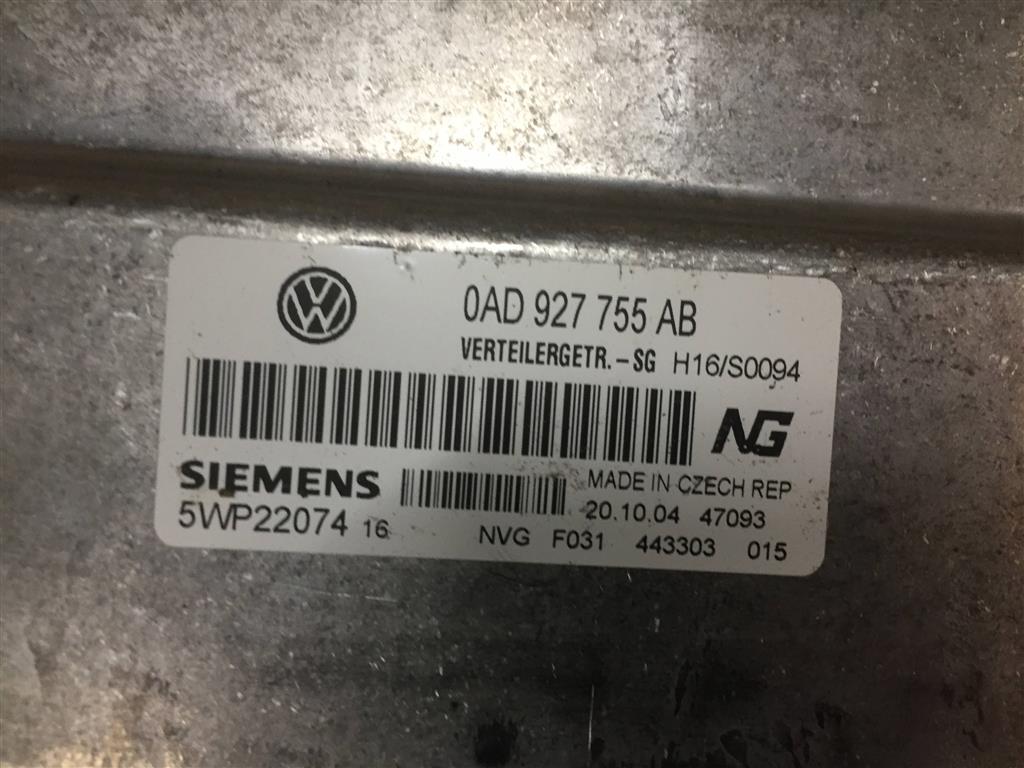 VW
0AD 927 755 AB
VERTEILERGETR.-SG H16/S0094
NG
SIEMENS
MADE IN CZECH REP
5WP22074 16
20.10.04 47093
NVG F031 443303 015